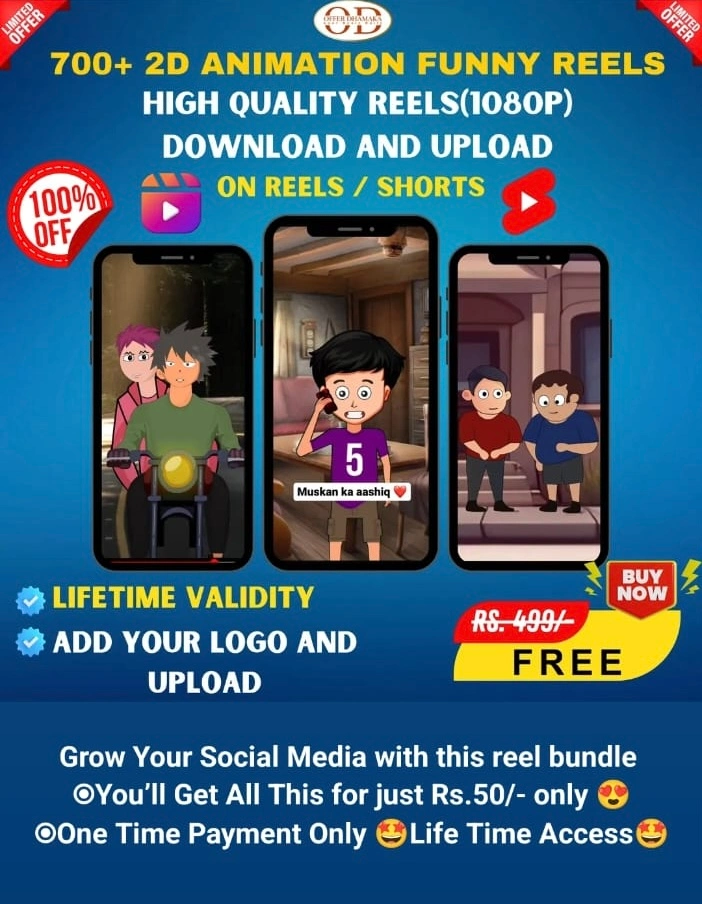 LIMITED OFFER
OD
OFFER DHAMAKA
LIMITED OFFER
700+ 2D ANIMATION FUNNY REELS
HIGH QUALITY REELS(1080P)
DOWNLOAD AND UPLOAD
ON REELS / SHORTS
100%
OFF
5
Muskan ka aashiq ❤️
LIFETIME VALIDITY
ADD YOUR LOGO AND
UPLOAD
BUY
NOW
RS. 499/-
FREE
Grow Your Social Media with this reel bundle
◉You’ll Get All This for just Rs.50/- only 😍
◉One Time Payment Only 🤩Life Time Access🤩